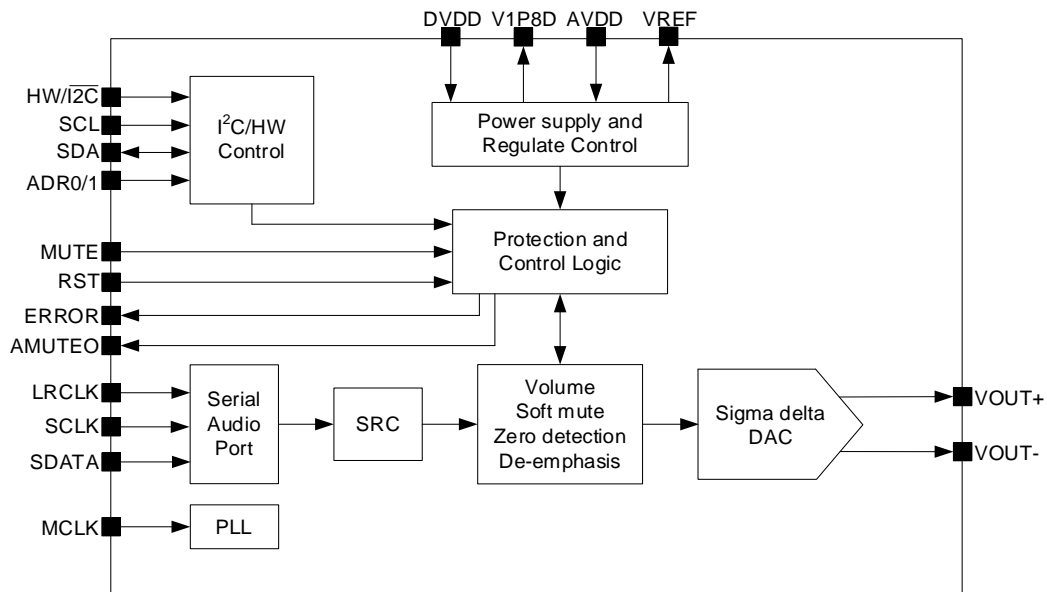 DVDD V1P8D AVDD VREF
HW/I2C
SCL
SDA
ADR0/1
I²C/HW
Control
Power supply and
Regulate Control
MUTE
RST
ERROR
AMUTEO
Protection and
Control Logic
LRCLK
SCLK
SDATA
Serial
Audio
Port
SRC
Volume
Soft mute
Zero detection
De-emphasis
Sigma delta
DAC
VOUT+
VOUT-
MCLK
PLL